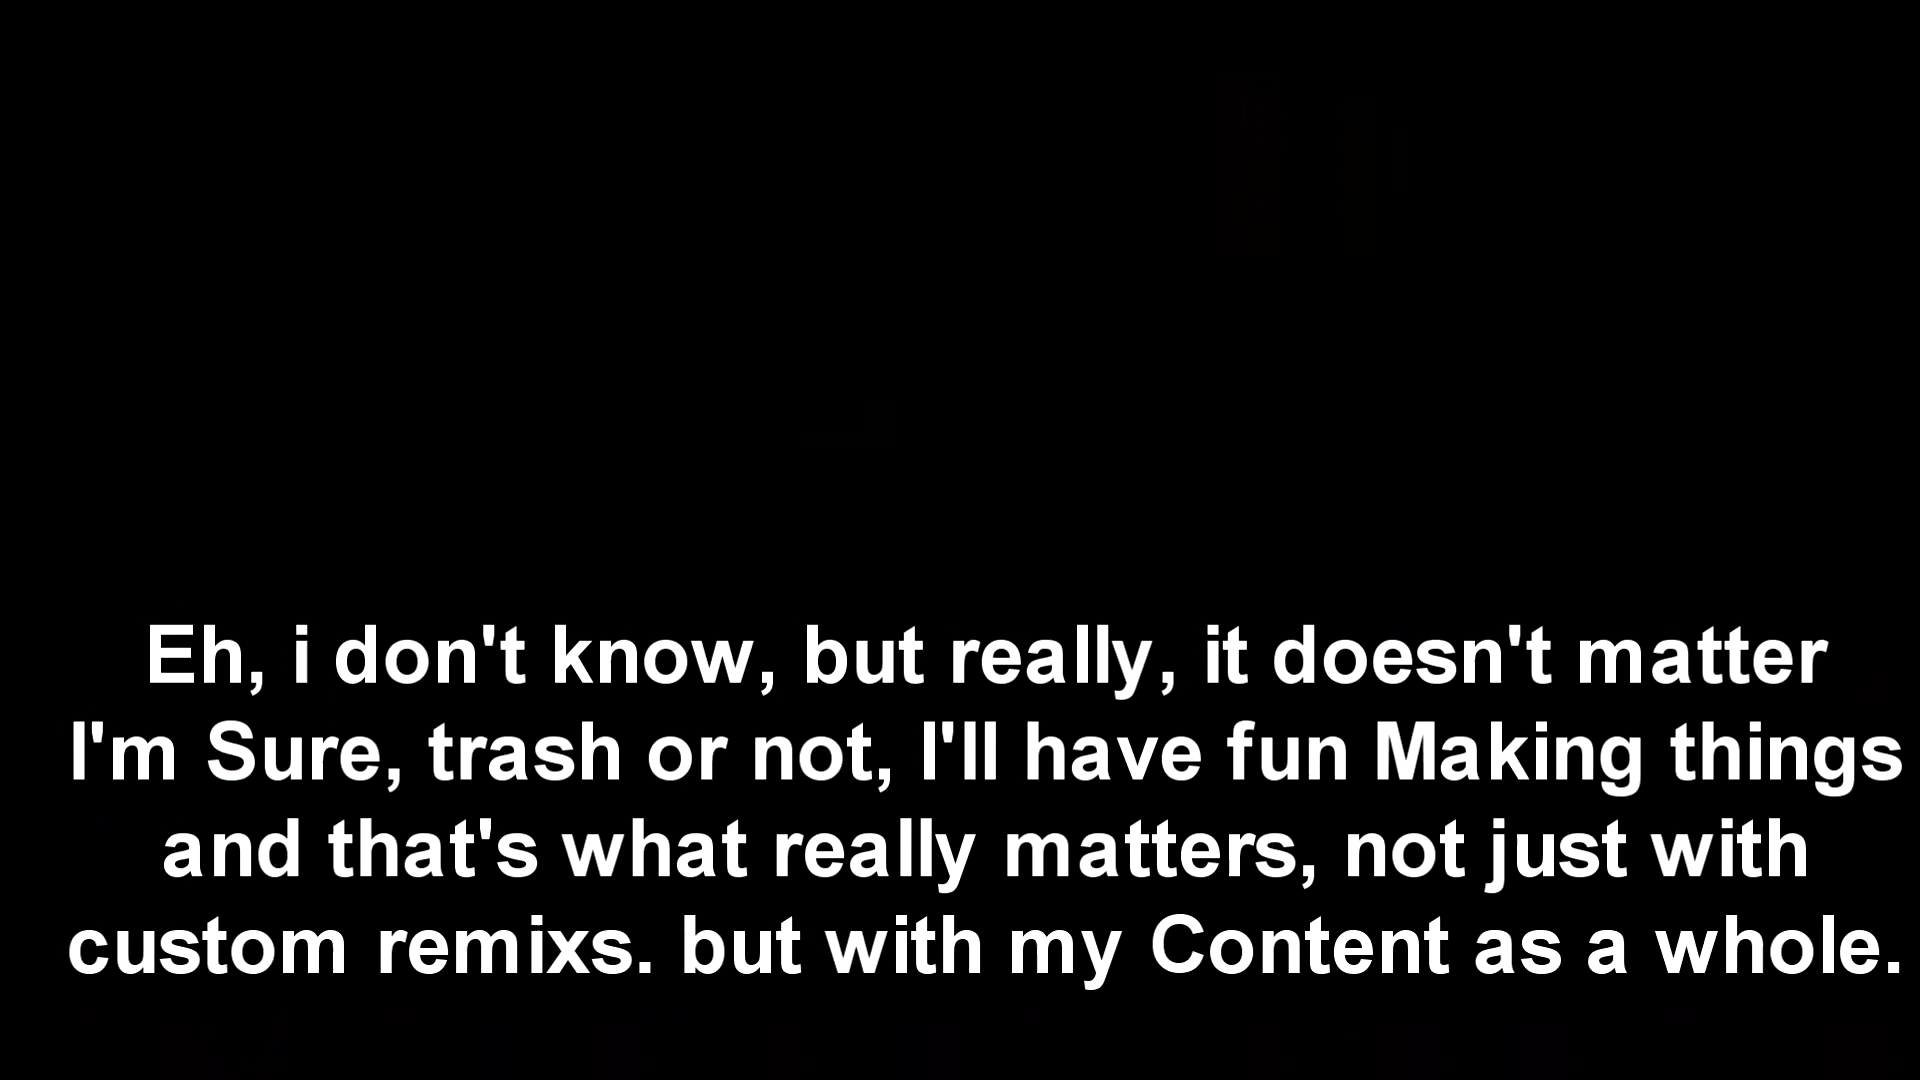 Eh, i don't know, but really, it doesn't matter
I'm Sure, trash or not, I'll have fun Making things
and that's what really matters, not just with
custom remixs. but with my Content as a whole.